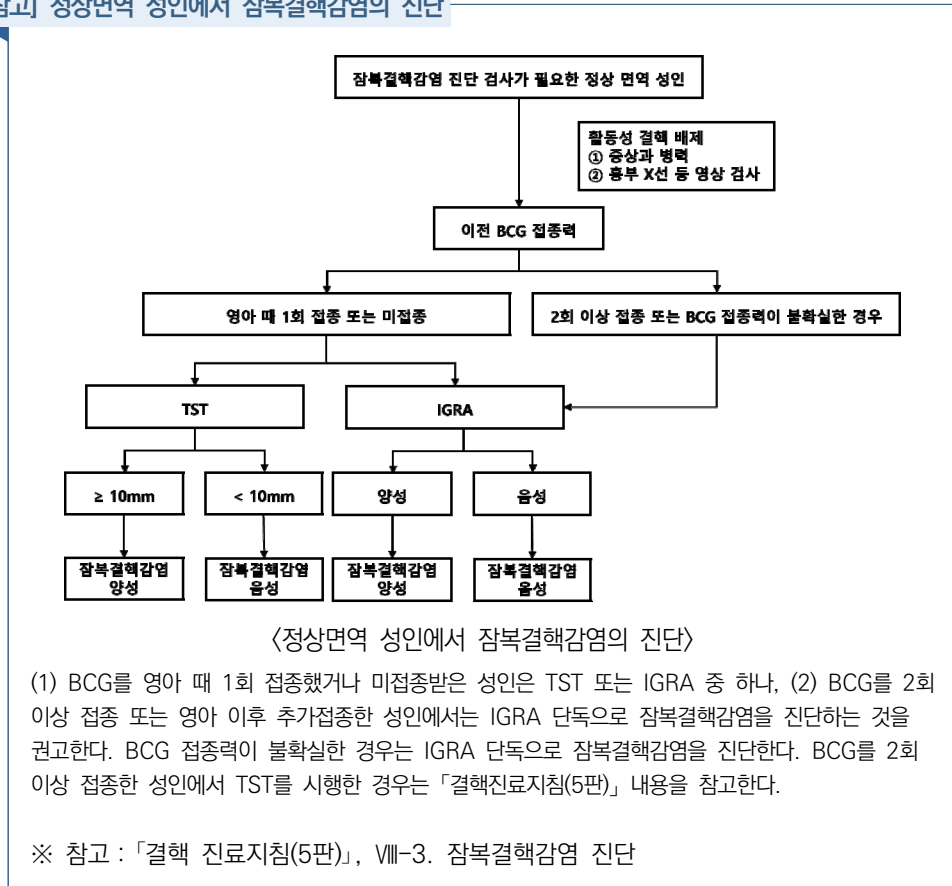 참고] 정상면역 성인에서 잠복결핵감염의 진단
잠복결핵감염 진단 검사가 필요한 정상 면역 성인
활동성 결핵 배제
① 증상과 병력
② 흉부 X선 등 영상 검사
이전 BCG 접종력
영아 때 1회 접종 또는 미접종
2회 이상 접종 또는 BCG 접종력이 불확실한 경우
TST
IGRA
≥ 10mm
< 10mm
양성
음성
잠복결핵감염
양성
잠복결핵감염
음성
잠복결핵감염
양성
잠복결핵감염
음성
〈정상면역 성인에서 잠복결핵감염의 진단〉
(1) BCG를 영아 때 1회 접종했거나 미접종받은 성인은 TST 또는 IGRA 중 하나, (2) BCG를 2회
이상 접종 또는 영아 이후 추가접종한 성인에서는 IGRA 단독으로 잠복결핵감염을 진단하는 것을
권고한다. BCG 접종력이 불확실한 경우는 IGRA 단독으로 잠복결핵감염을 진단한다. BCG를 2회
이상 접종한 성인에서 TST를 시행한 경우는 「결핵진료지침(5판)」 내용을 참고한다.
※ 참고 : 「결핵 진료지침(5판)」, Ⅷ-3. 잠복결핵감염 진단